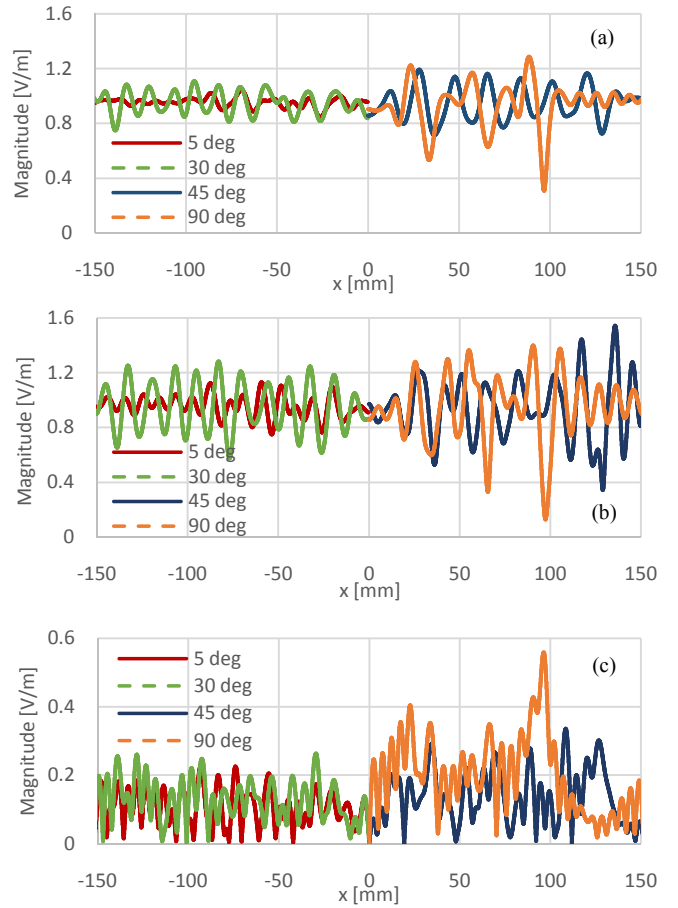 1.6
(a)
1.2
0.8
0.4
0
Magnitude [V/m]
5 deg
30 deg
45 deg
90 deg
-150 -100 -50 0 50 100 150
x [mm]
1.6
1.2
0.8
0.4
0
Magnitude [V/m]
5 deg
30 deg
45 deg
90 deg
(b)
-150 -100 -50 0 50 100 150
x [mm]
0.6
0.4
0.2
0
Magnitude [V/m]
5 deg
30 deg
45 deg
90 deg
(c)
-150 -100 -50 0 50 100 150
x [mm]